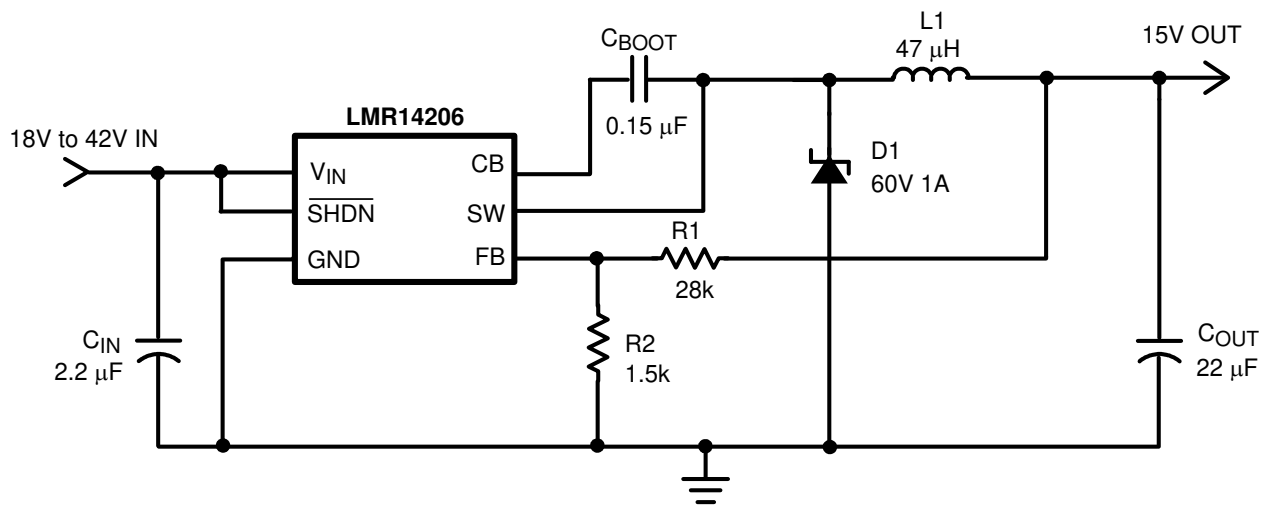 L1
47 μH
15V OUT
CBOOT
0.15 μF
LMR14206
18V to 42V IN
VIN
CB
D1
60V 1A
SHDN
SW
R1
GND
FB
28k
CIN
2.2 μF
R2
1.5k
COUT
22 μF